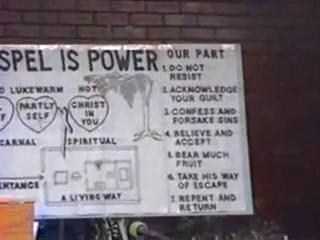 SPEL IS POWER
LUKEWARM HOT
PARTLY SELF
CHRIST IN YOU
CARNAL SPIRITUAL
ENTANCE
A LIVING WAY
OUR PART
1. DO NOT
RESIST
2. ACKNOWLEDGE
YOUR GUILT
3. CONFESS AND
FORSAKE SINS
4. BELIEVE AND
ACCEPT
5. BEAR MUCH
FRUIT
6. TAKE HIS WAY
OF ESCAPE
7. REPENT AND
RETURN